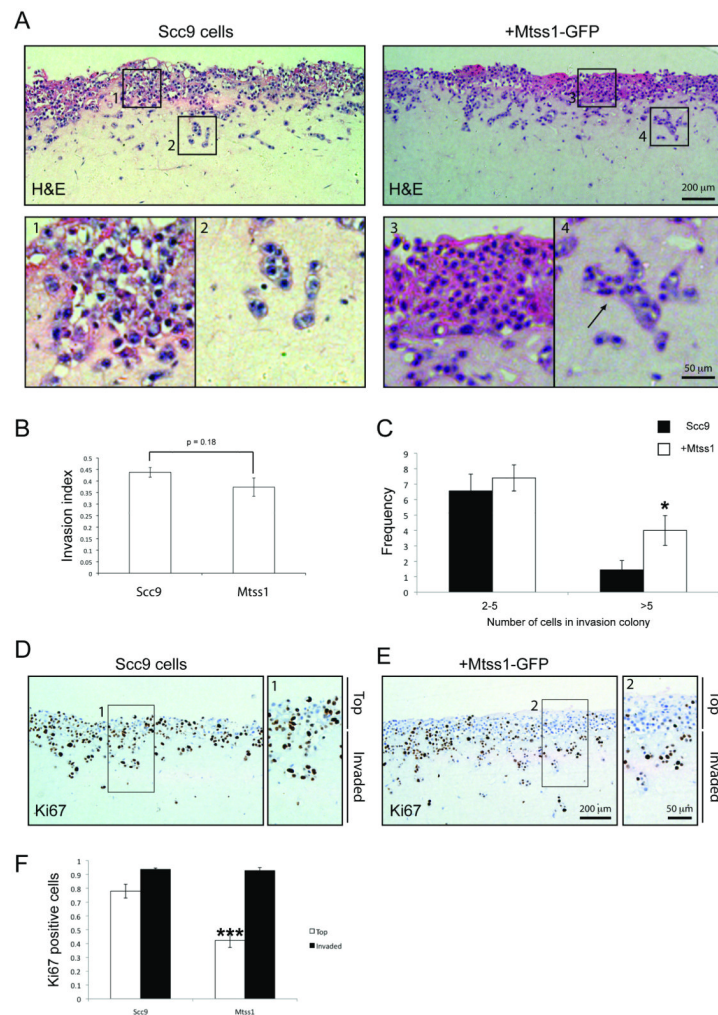 A
Scc9 cells
+Mtss1-GFP
1
2
H&E
3
4
200 μm
1
2
3
4
50 μm
B
p = 0.18
Invasion index
0.5
0.45
0.4
0.35
0.3
0.25
0.2
0.15
0.1
0.05
0
Scc9
Mtss1
C
Scc9
+Mtss1
Frequency
9
8
7
6
5
4
3
2
1
0
*
2-5
>5
Number of cells in invasion colony
D
Scc9 cells
1
Ki67
1
Top
Invaded
E
+Mtss1-GFP
2
Ki67
200 μm
2
50 μm
Top
Invaded
F
Ki67 positive cells
1
0.9
0.8
0.7
0.6
0.5
0.4
0.3
0.2
0.1
0
***
Top
Invaded
Scc9
Mtss1